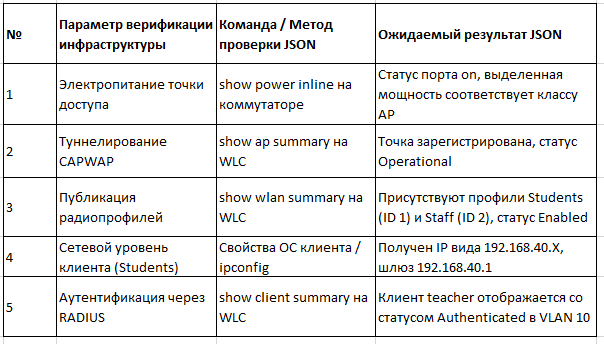 №
Параметр верификации
инфраструктуры
Команда / Метод
проверки JSON
Ожидаемый результат JSON
1
Электропитание точки
доступа
show power inline на
коммутаторе
Статус порта on, выделенная
мощность соответствует классу
AP
2
Туннелирование
CAPWAP
show ap summary на
WLC
Точка зарегистрирована, статус
Operational
3
Публикация
радиопрофилей
show wlan summary на
WLC
Присутствуют профили Students
(ID 1) и Staff (ID 2), статус Enabled
4
Сетевой уровень
клиента (Students)
Свойства ОС клиента /
ipconfig
Получен IP вида 192.168.40.X,
шлюз 192.168.40.1
5
Аутентификация через
RADIUS
show client summary на
WLC
Клиент teacher отображается со
статусом Authenticated в VLAN 10